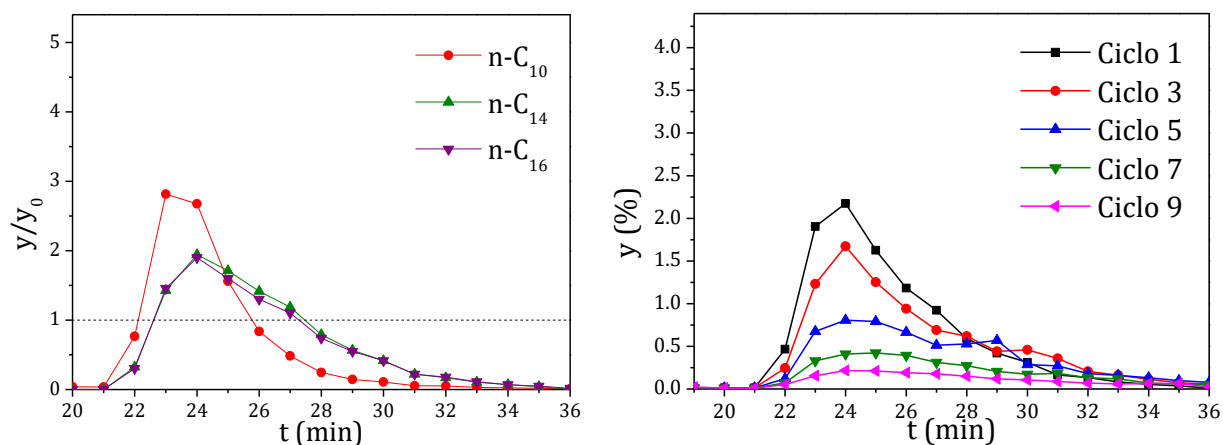 5
4
3
2
1
0
y/y₀
n-C₁₀
n-C₁₄
n-C₁₆
20 22 24 26 28 30 32 34 36
t (min)
4.0
3.5
3.0
2.5
2.0
1.5
1.0
0.5
0.0
y (%)
Ciclo 1
Ciclo 3
Ciclo 5
Ciclo 7
Ciclo 9
20 22 24 26 28 30 32 34 36
t (min)